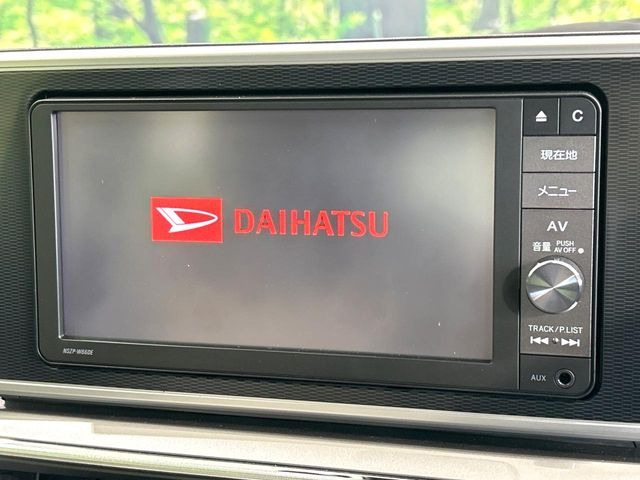 C
現在地
メニュー
DAIHATSU
AV
音量 PUSH
AV OFF
TRACK/P.LIST
AUX
NSZP-W66DE